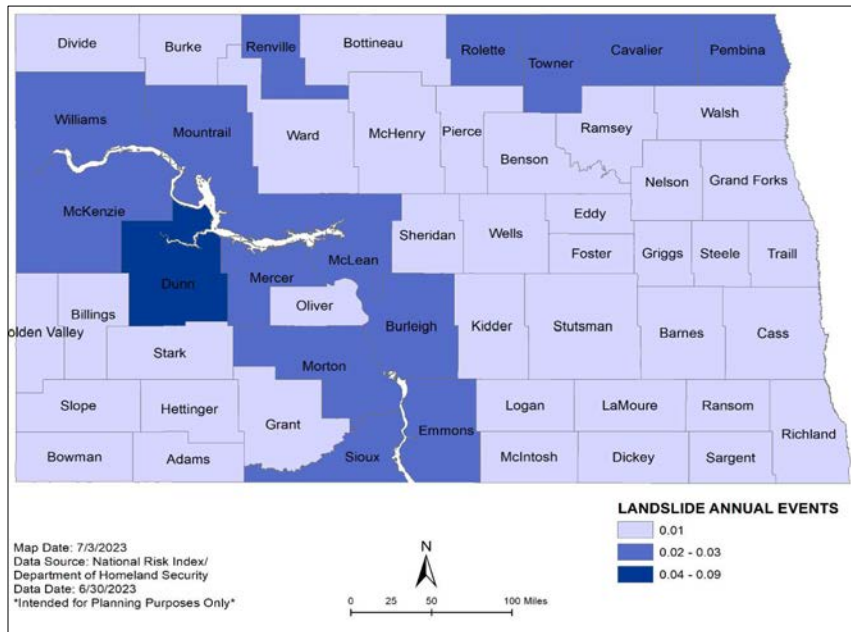 Divide
Burke
Renville
Bottineau
Rolette
Towner
Cavalier
Pembina
Williams
Mountrail
Ward
McHenry
Pierce
Ramsey
Walsh
Benson
Nelson
Grand Forks
McKenzie
Sheridan
Wells
Eddy
Foster
Griggs
Steele
Traill
Dunn
Mercer
McLean
Oliver
Billings
olden Valley
Burleigh
Kidder
Stutsman
Barnes
Cass
Stark
Morton
Slope
Hettinger
Grant
Emmons
Logan
LaMoure
Ransom
Richland
Bowman
Adams
Sioux
McIntosh
Dickey
Sargent
LANDSLIDE ANNUAL EVENTS
0.01
0.02 - 0.03
0.04 - 0.09
Map Date: 7/3/2023
Data Source: National Risk Index/
Department of Homeland Security
Data Date: 6/30/2023
*Intended for Planning Purposes Only*
N
0 25 50 100 Miles